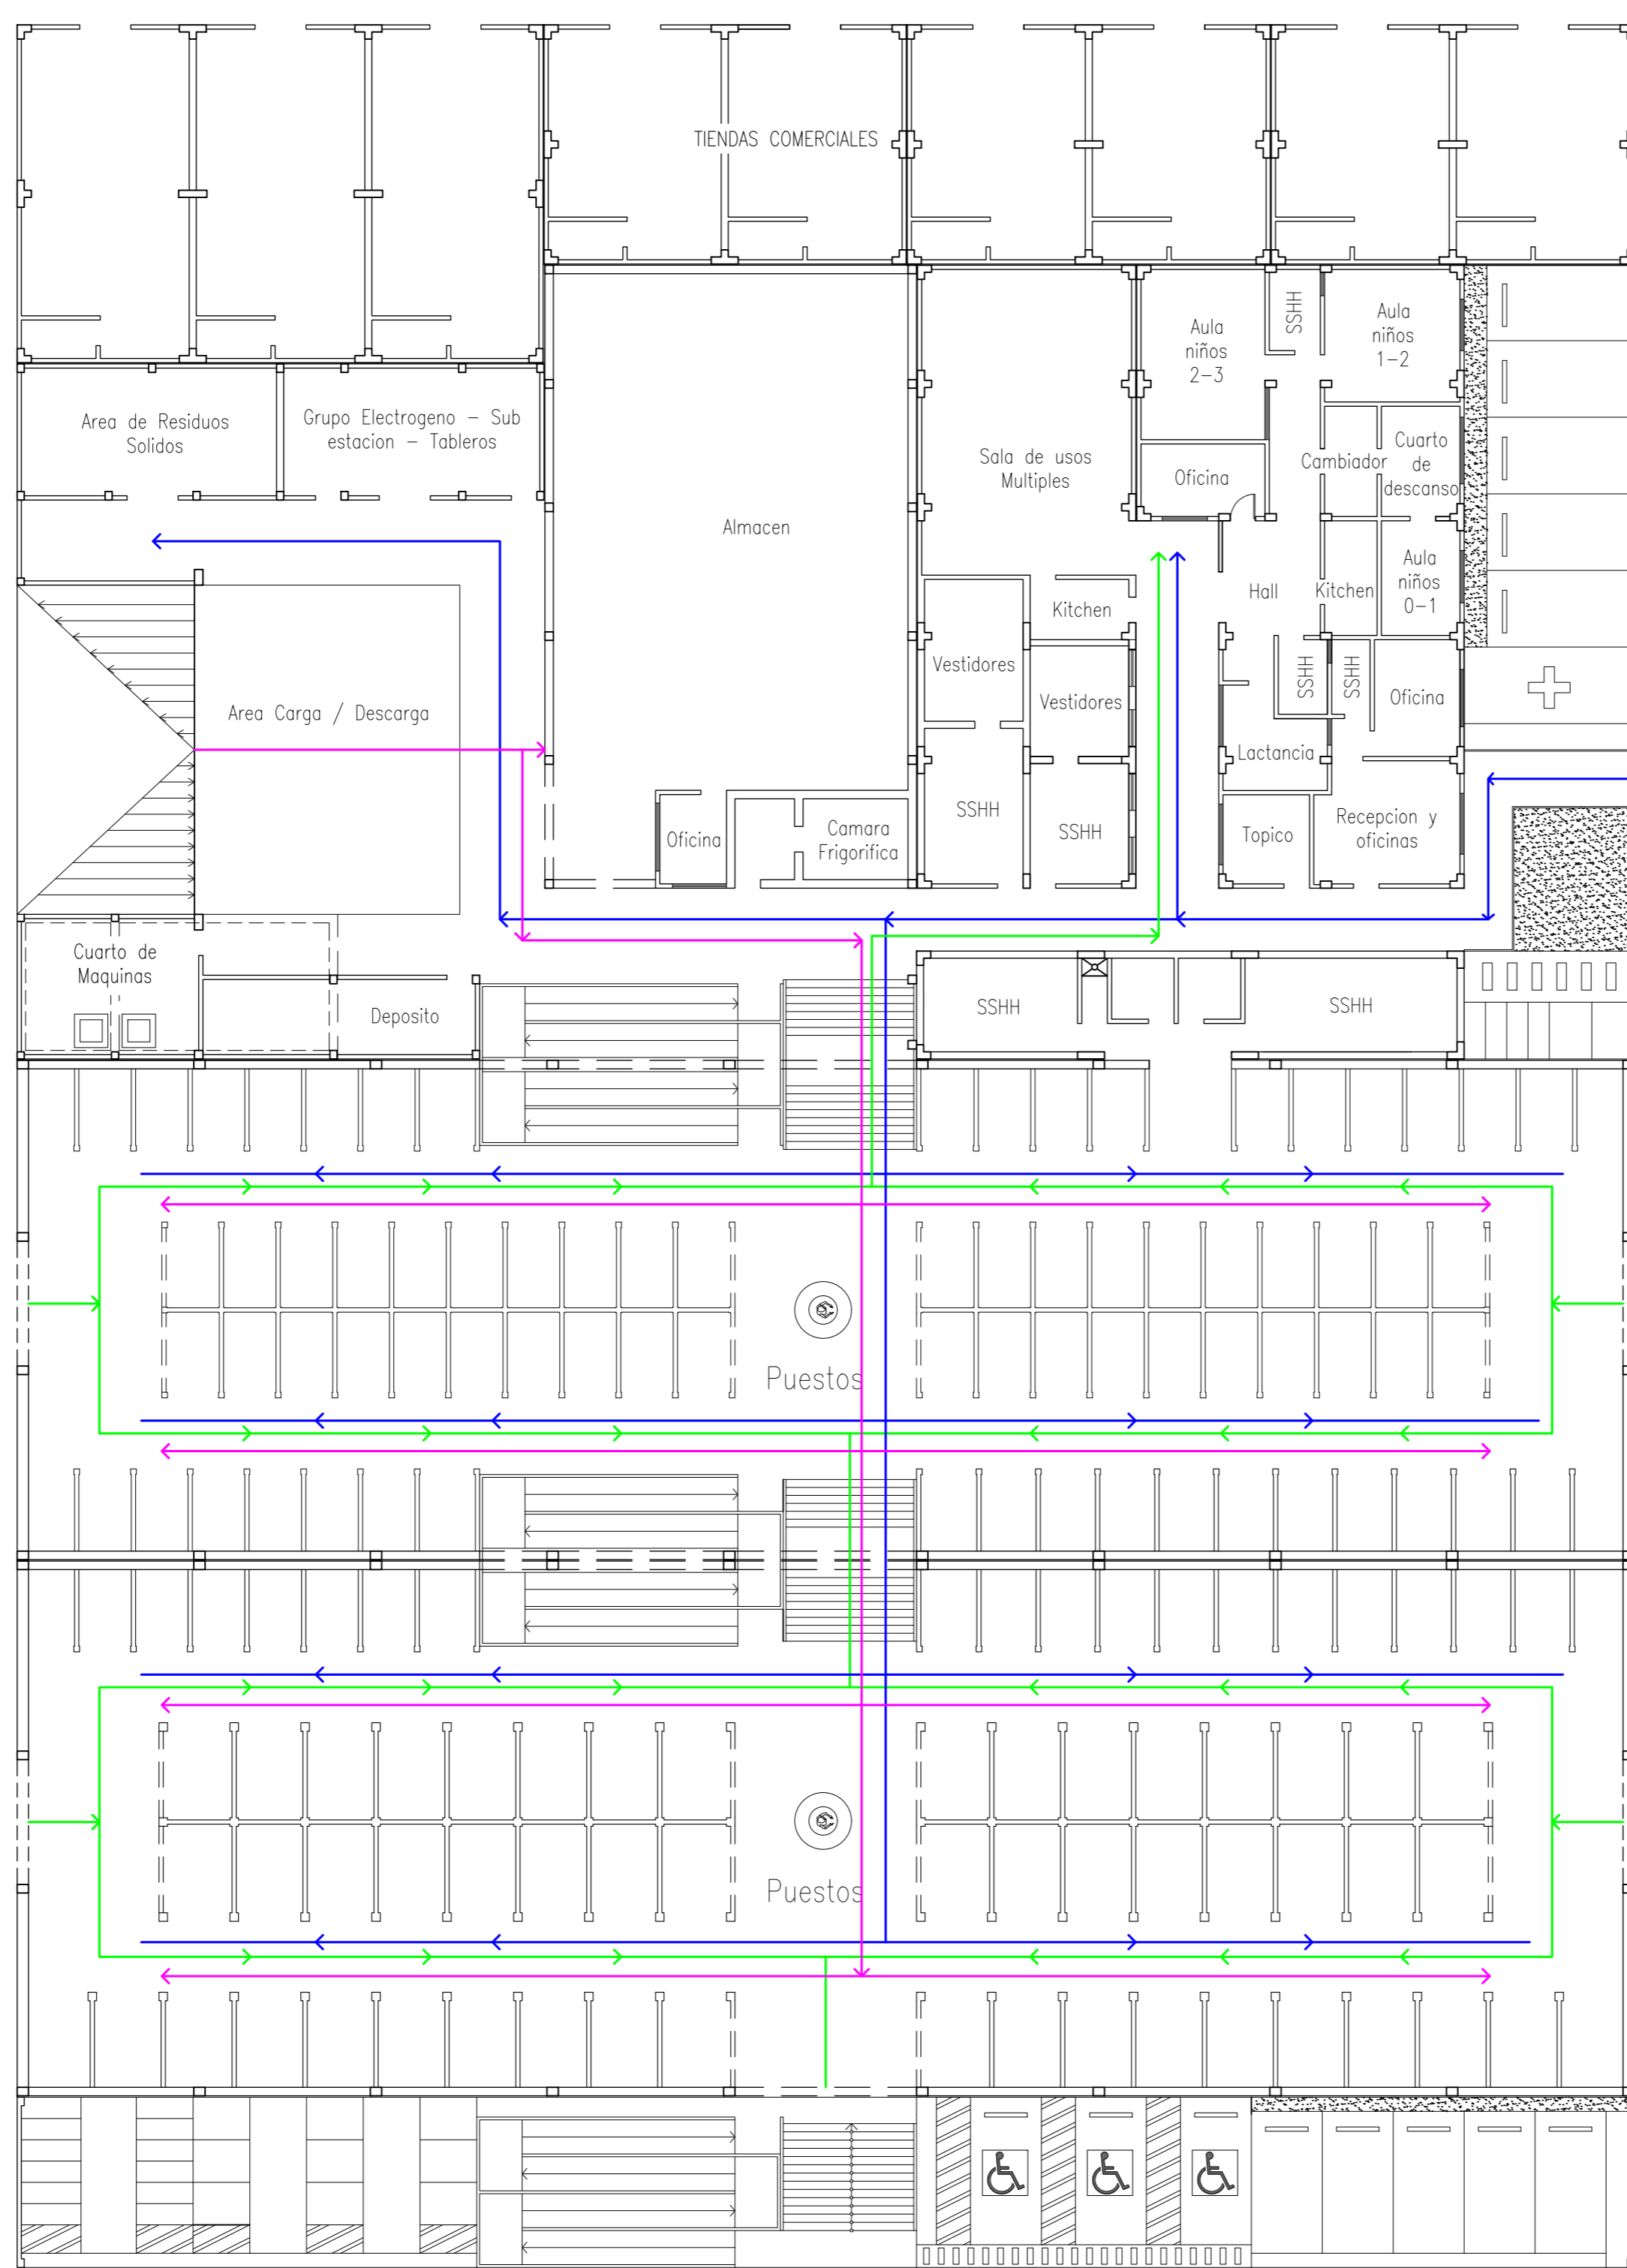 TIENDAS COMERCIALES
SSHH
Aula
niños
2-3
Aula
niños
1-2
Area de Residuos
Solidos
Grupo Electrogeno - Sub
estacion - Tableros
Almacen
Sala de usos
Multiples
Oficina
Cambiador
Cuarto
de
descanso
Hall
Kitchen
Aula
niños
0-1
Kitchen
Vestidores
Vestidores
SSHH
SSHH
Oficina
Area Carga / Descarga
Lactancia
Oficina
Camara
Frigorifica
SSHH
SSHH
Topico
Recepcion y
oficinas
Cuarto de
Maquinas
Deposito
SSHH
SSHH
Puestos
Puestos